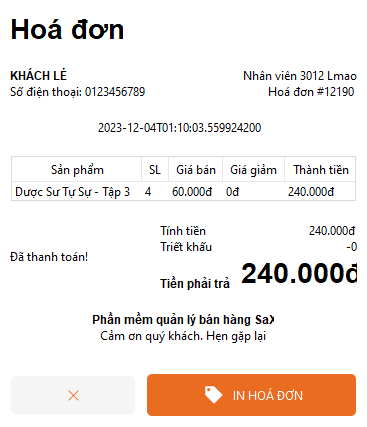 Hoá đơn
KHÁCH LẺ Nhân viên 3012 Lmao
Số điện thoại: 0123456789 Hoá đơn #12190
2023-12-04T01:10:03.559924200
Sản phẩm SL Giá bán Giá giảm Thành tiền
Dược Sư Tự Sự - Tập 3 4 60.000đ 0đ 240.000đ
Tính tiền 240.000đ
Triết khấu -0
Đã thanh toán!
Tiền phải trả 240.000đ
Phần mềm quản lý bán hàng SaX
Cảm ơn quý khách. Hẹn gặp lại
IN HOÁ ĐƠN